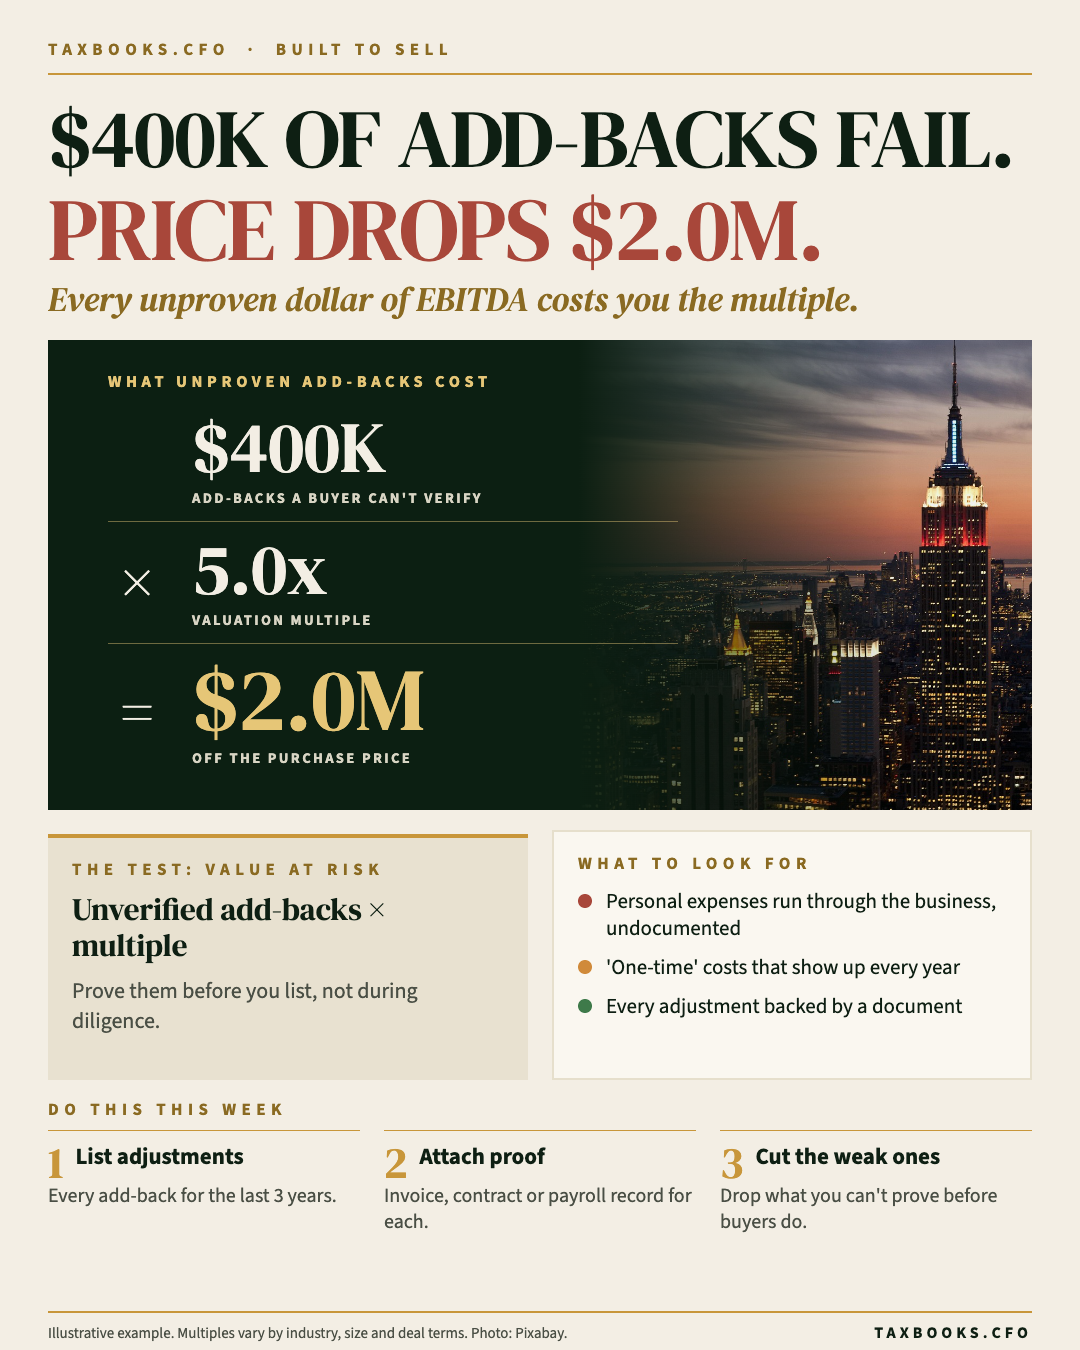 TAXBOOKS.CFO · BUILT TO SELL
$400K OF ADD-BACKS FAIL.
PRICE DROPS $2.0M.
Every unproven dollar of EBITDA costs you the multiple.
WHAT UNPROVEN ADD-BACKS COST
$400K
ADD-BACKS A BUYER CAN'T VERIFY
× 5.0x
VALUATION MULTIPLE
= $2.0M
OFF THE PURCHASE PRICE
THE TEST: VALUE AT RISK
Unverified add-backs ×
multiple
Prove them before you list, not during
diligence.
WHAT TO LOOK FOR
Personal expenses run through the business,
undocumented
'One-time' costs that show up every year
Every adjustment backed by a document
DO THIS THIS WEEK
1 List adjustments
Every add-back for the last 3 years.
2 Attach proof
Invoice, contract or payroll record for
each.
3 Cut the weak ones
Drop what you can't prove before
buyers do.
Illustrative example. Multiples vary by industry, size and deal terms. Photo: Pixabay.
TAXBOOKS.CFO